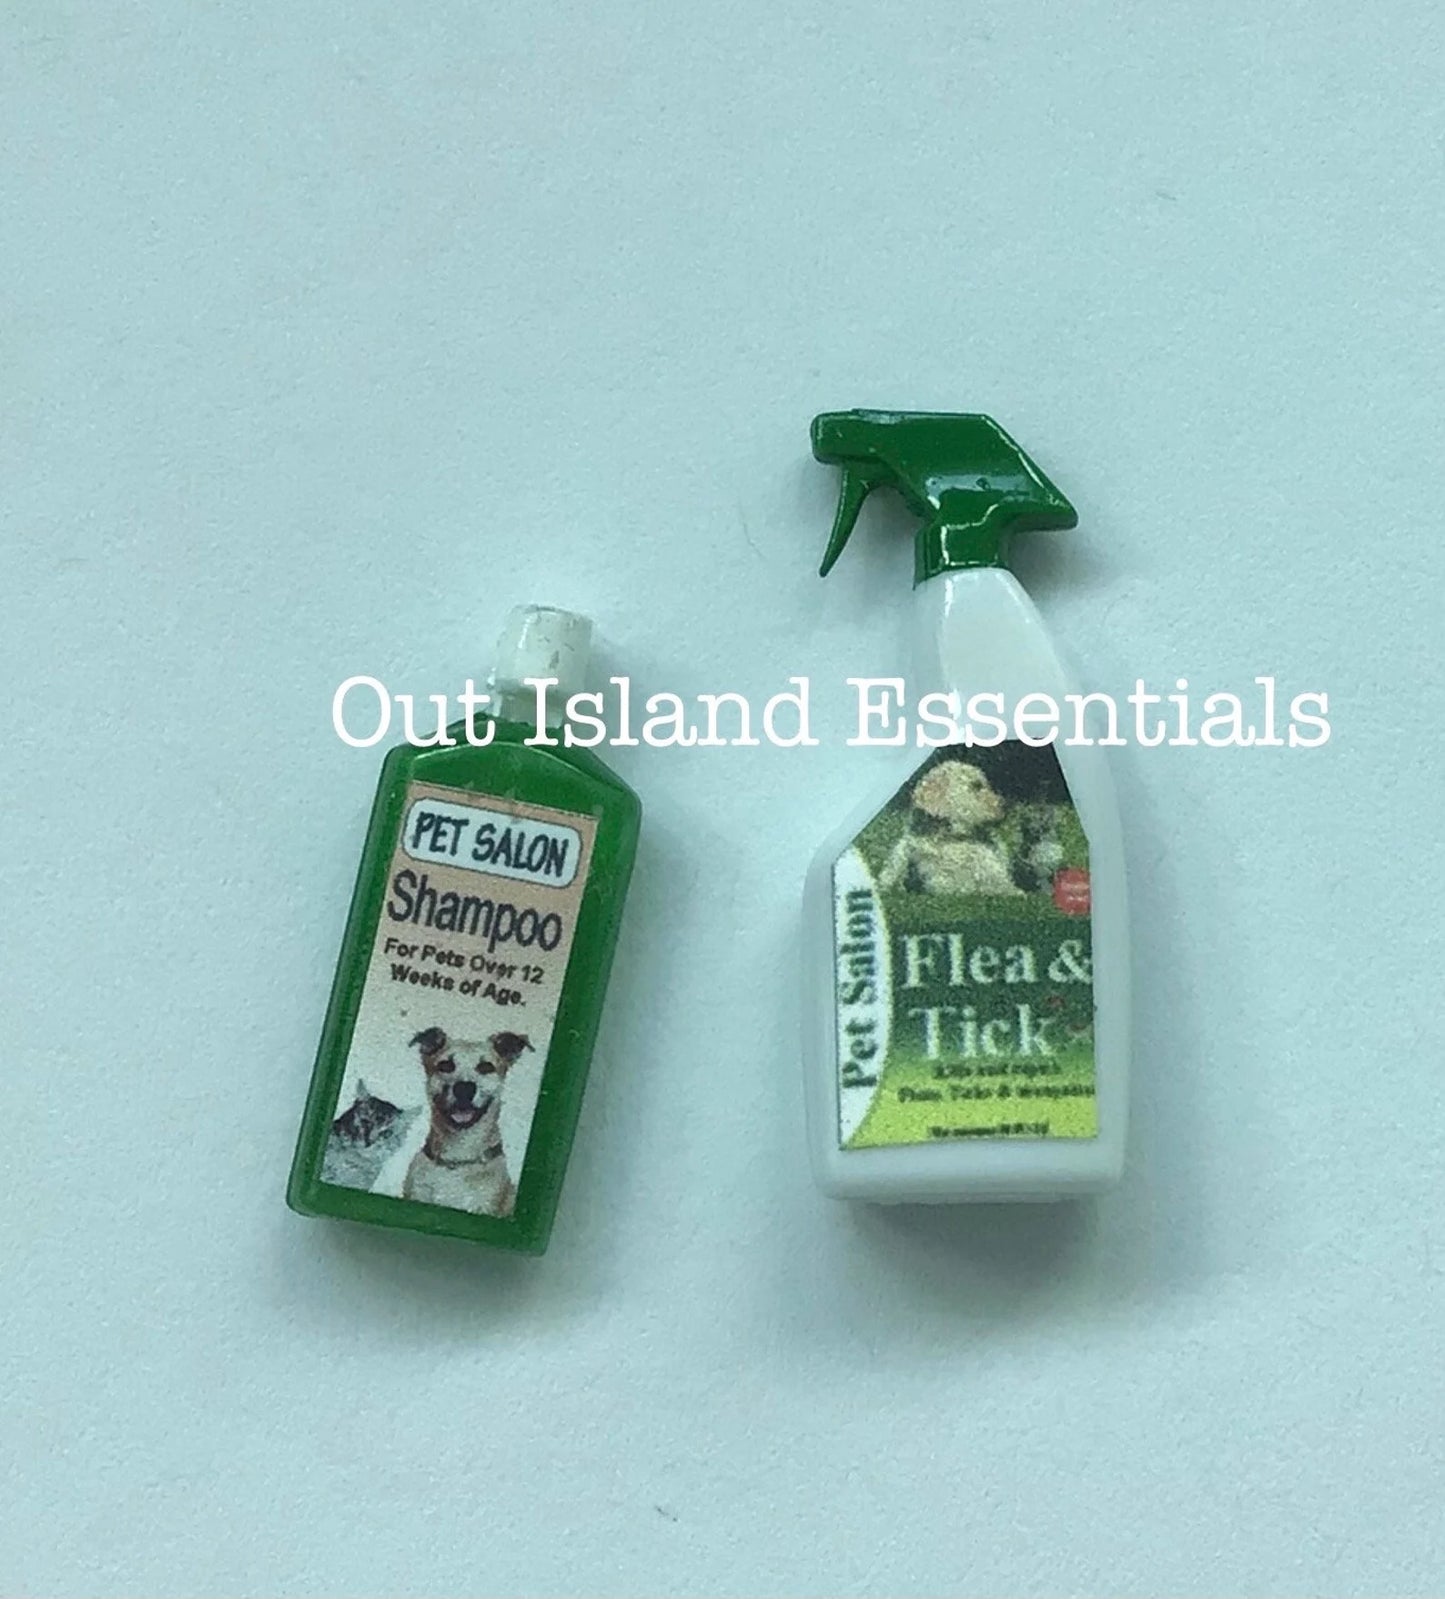 Out Island Essentials
PET SALON
Shampoo
For Pets Over 12
Weeks of Age.
Pet Salon
Flea &
Tick